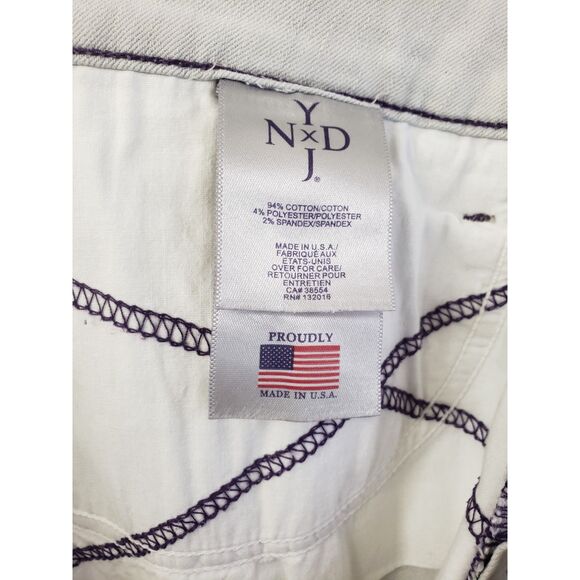 Y
N×D
J®
94% COTTON/COTON
4% POLYESTER/POLYESTER
2% SPANDEX/SPANDEX
MADE IN U.S.A./
FABRIQUÉ AUX
ETATS-UNIS
OVER FOR CARE/
RETOURNER POUR
ENTRETIEN
CA# 38554
RN# 132016
PROUDLY
MADE IN U.S.A.